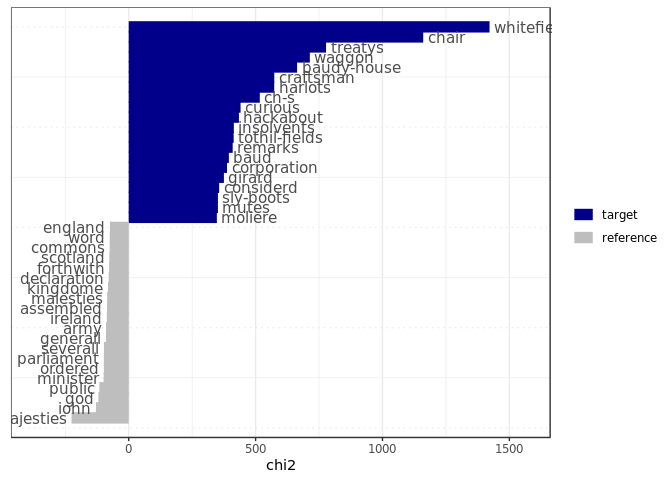 whitefie
chair
treatys
waggon
baudy-house
craftsman
harlots
ch-s
curious
hackabout
insolvents
tothil-fields
remarks
baud
corporation
girard
considerd
sly-boots
mutes
moliere
england
word
commons
scotland
forthwith
declaration
kingdome
majesties
assembled
ireland
army
generall
severall
parliament
ordered
minister
public
god
john
ajesties
target
reference
0 500 1000 1500
chi2